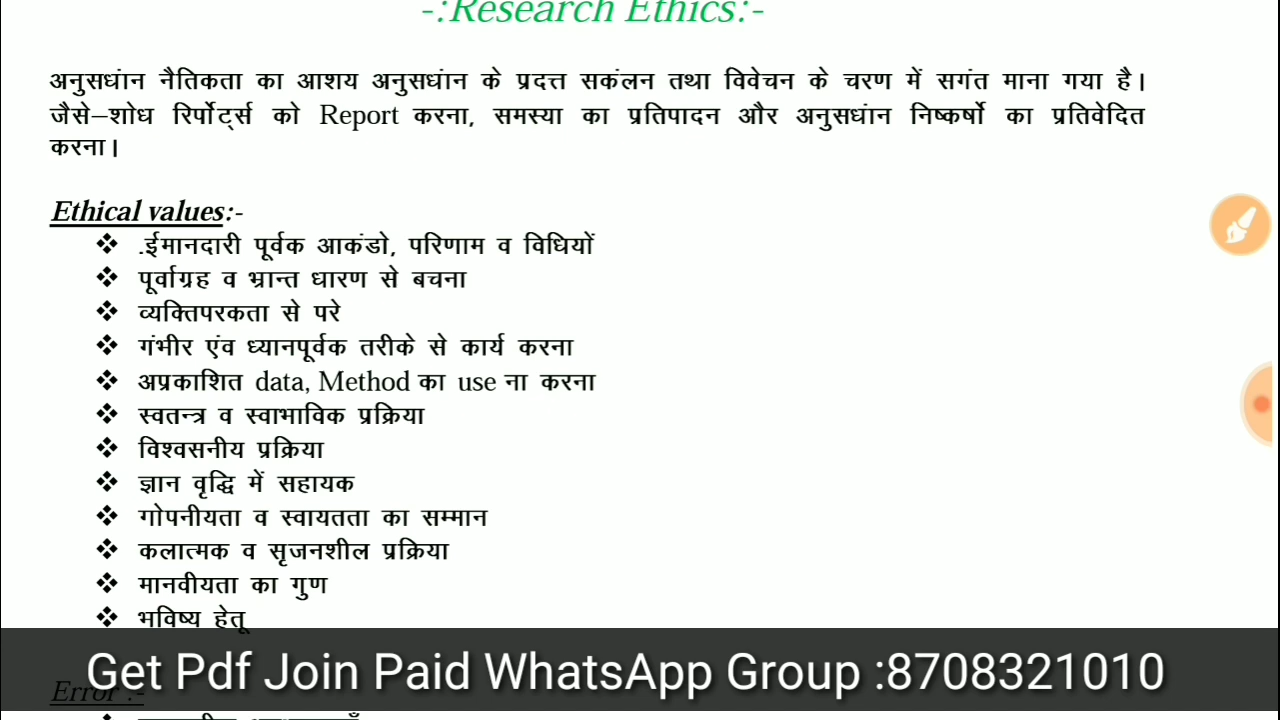 -:Research Ethics:-
अनुसधांन नैतिकता का आशय अनुसधांन के प्रदत्त सकंलन तथा विवेचन के चरण में सगंत माना गया है।
जैसे–शोध रिर्पोट्र्स को Report करना, समस्या का प्रतिपादन और अनुसधांन निष्कर्षो का प्रतिवेदित
करना।
Ethical values:-
❖ .ईमानदारी पूर्वक आकंडो, परिणाम व विधियों
❖ पूर्वाग्रह व भ्रान्त धारण से बचना
❖ व्यक्तिपरकता से परे
❖ गंभीर एंव ध्यानपूर्वक तरीके से कार्य करना
❖ अप्रकाशित data, Method का use ना करना
❖ स्वतन्त्र व स्वाभाविक प्रक्रिया
❖ विश्वसनीय प्रक्रिया
❖ ज्ञान वृद्धि में सहायक
❖ गोपनीयता व स्वायतता का सम्मान
❖ कलात्मक व सृजनशील प्रक्रिया
❖ मानवीयता का गुण
❖ भविष्य हेतू
Get Pdf Join Paid WhatsApp Group :8708321010
Error :-